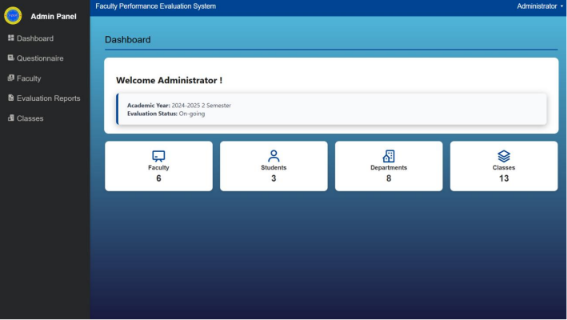 Admin Panel
Dashboard
Questionnaire
Faculty
Evaluation Reports
Classes
Faculty Performance Evaluation System
Administrator
Dashboard
Welcome Administrator !
Academic Year: 2024-2025 2 Semester
Evaluation Status: On-going
Faculty
6
Students
3
Departments
8
Classes
13